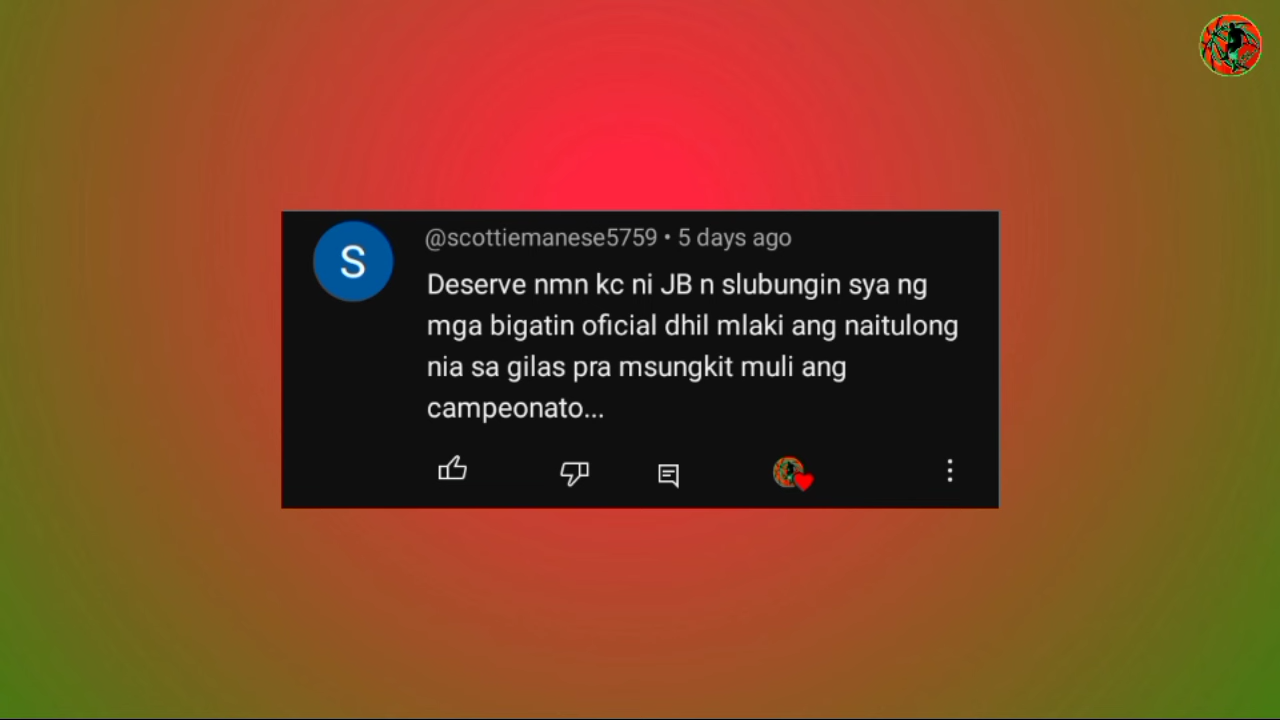 S
@scottiemanese5759 • 5 days ago
Deserve nmn kc ni JB n slubungin sya ng
mga bigatin oficial dhil mlaki ang naitulong
nia sa gilas pra msungkit muli ang
campeonato...